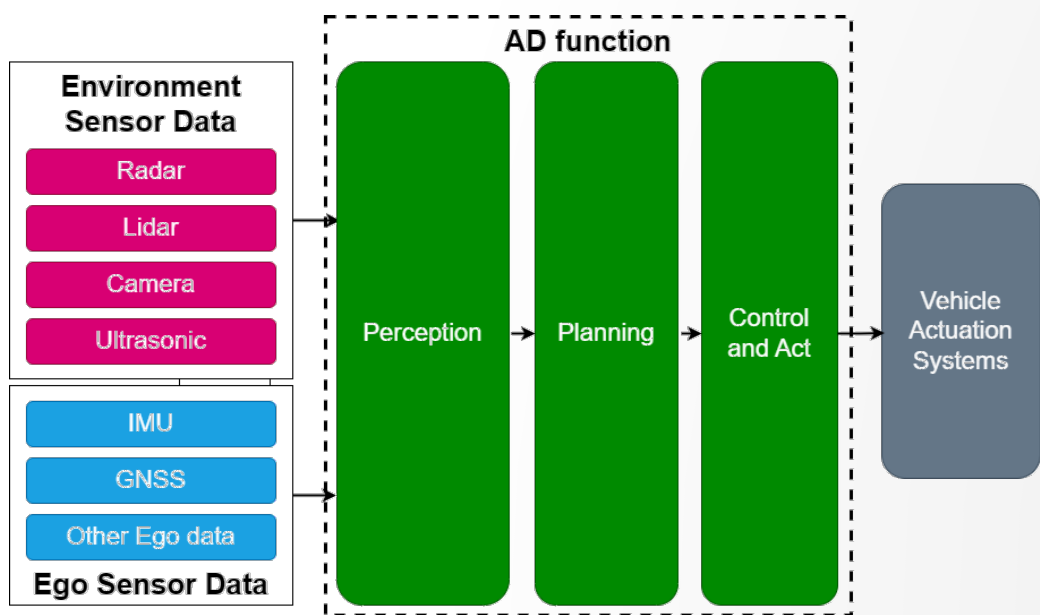 AD function
Environment
Sensor Data
Radar
Lidar
Camera
Ultrasonic
IMU
GNSS
Other Ego data
Ego Sensor Data
Perception
Planning
Control
and Act
Vehicle
Actuation
Systems